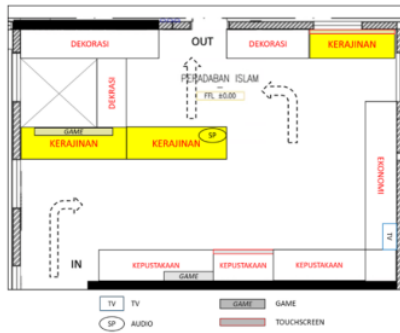 DEKORASI
OUT
DEKORASI
KERAJINAN
PERADABAN ISLAM
FFL ±0.00
DEKRASI
GAME
KERAJINAN
KERAJINAN
SP
EKONOMI
TV
IN
KEPUSTAKAAN
KEPUSTAKAAN
KEPUSTAKAAN
GAME
TV
TV
GAME
GAME
SP
AUDIO
TOUCHSCREEN